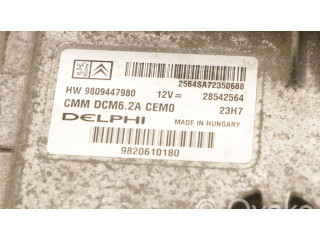 2564SA72350688
HW 9809447980 12V= 28542564
CMM DCM6.2A CEM0 23H7
DELPHI MADE IN HUNGARY
9820610180